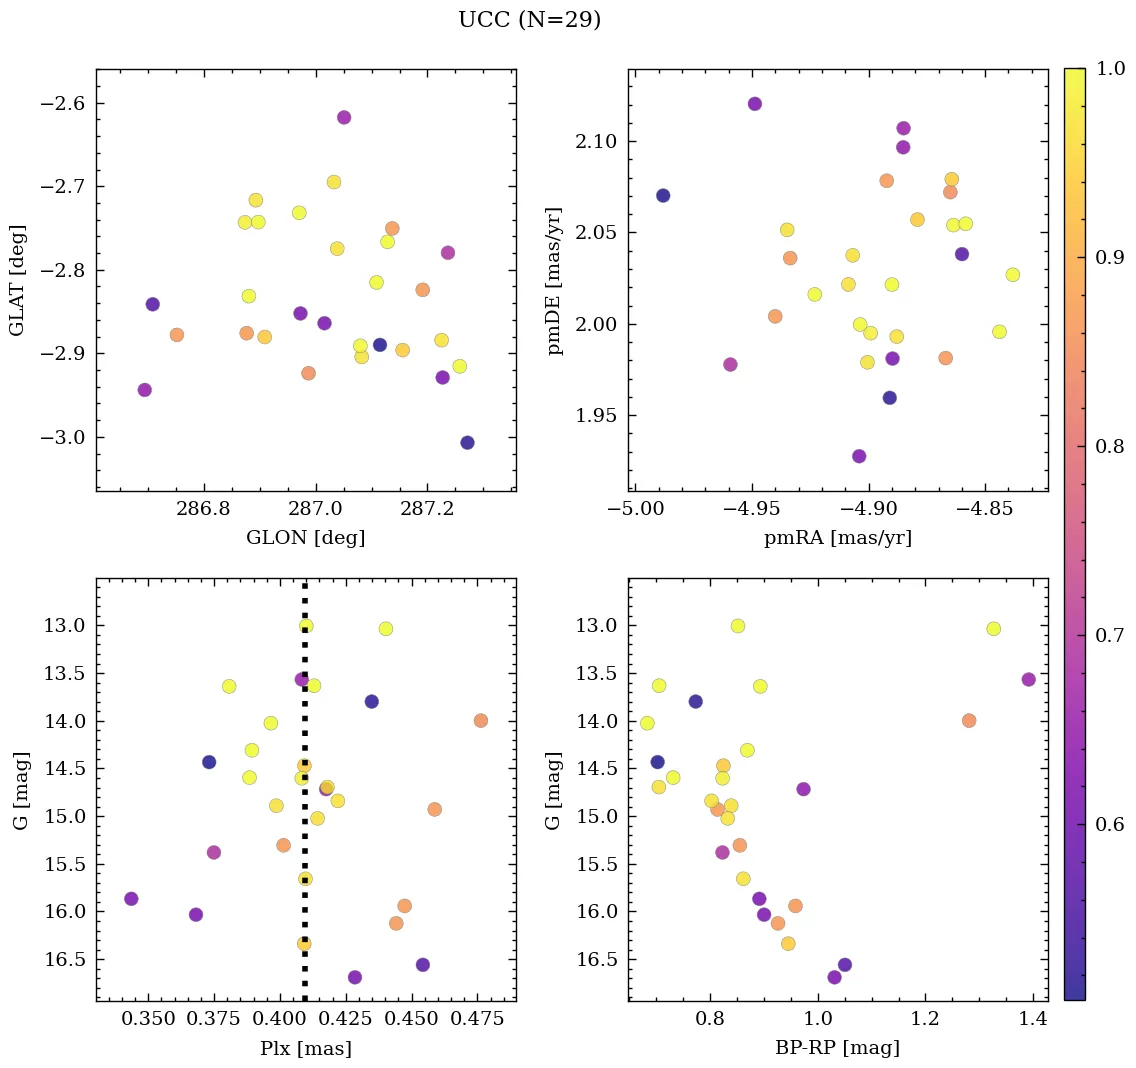 UCC (N=29)
−2.6
−2.7
−2.8
−2.9
−3.0
GLAT [deg]
286.8 287.0 287.2
GLON [deg]
2.10
2.05
2.00
1.95
pmDE [mas/yr]
−5.00 −4.95 −4.90 −4.85
pmRA [mas/yr]
1.0
0.9
0.8
0.7
0.6
13.0
13.5
14.0
14.5
15.0
15.5
16.0
16.5
G [mag]
0.350 0.375 0.400 0.425 0.450 0.475
Plx [mas]
13.0
13.5
14.0
14.5
15.0
15.5
16.0
16.5
G [mag]
0.8 1.0 1.2 1.4
BP-RP [mag]